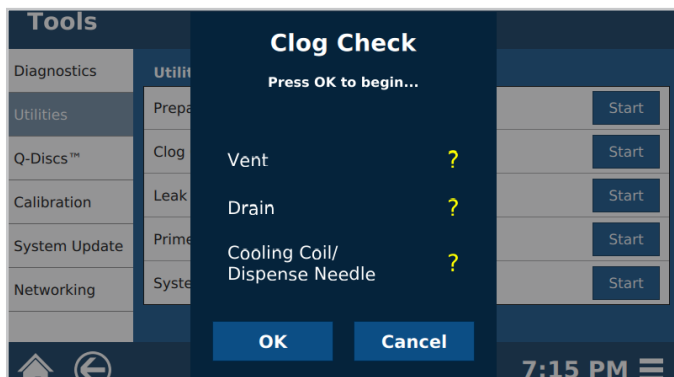 Tools
Diagnostics
Utilities
Q-Discs™
Calibration
System Update
Networking
Utilit
Prepa
Clog
Leak
Prime
Syste
Start
Start
Start
Start
Start
Clog Check
Press OK to begin...
Vent ?
Drain ?
Cooling Coil/
Dispense Needle ?
OK Cancel
7:15 PM